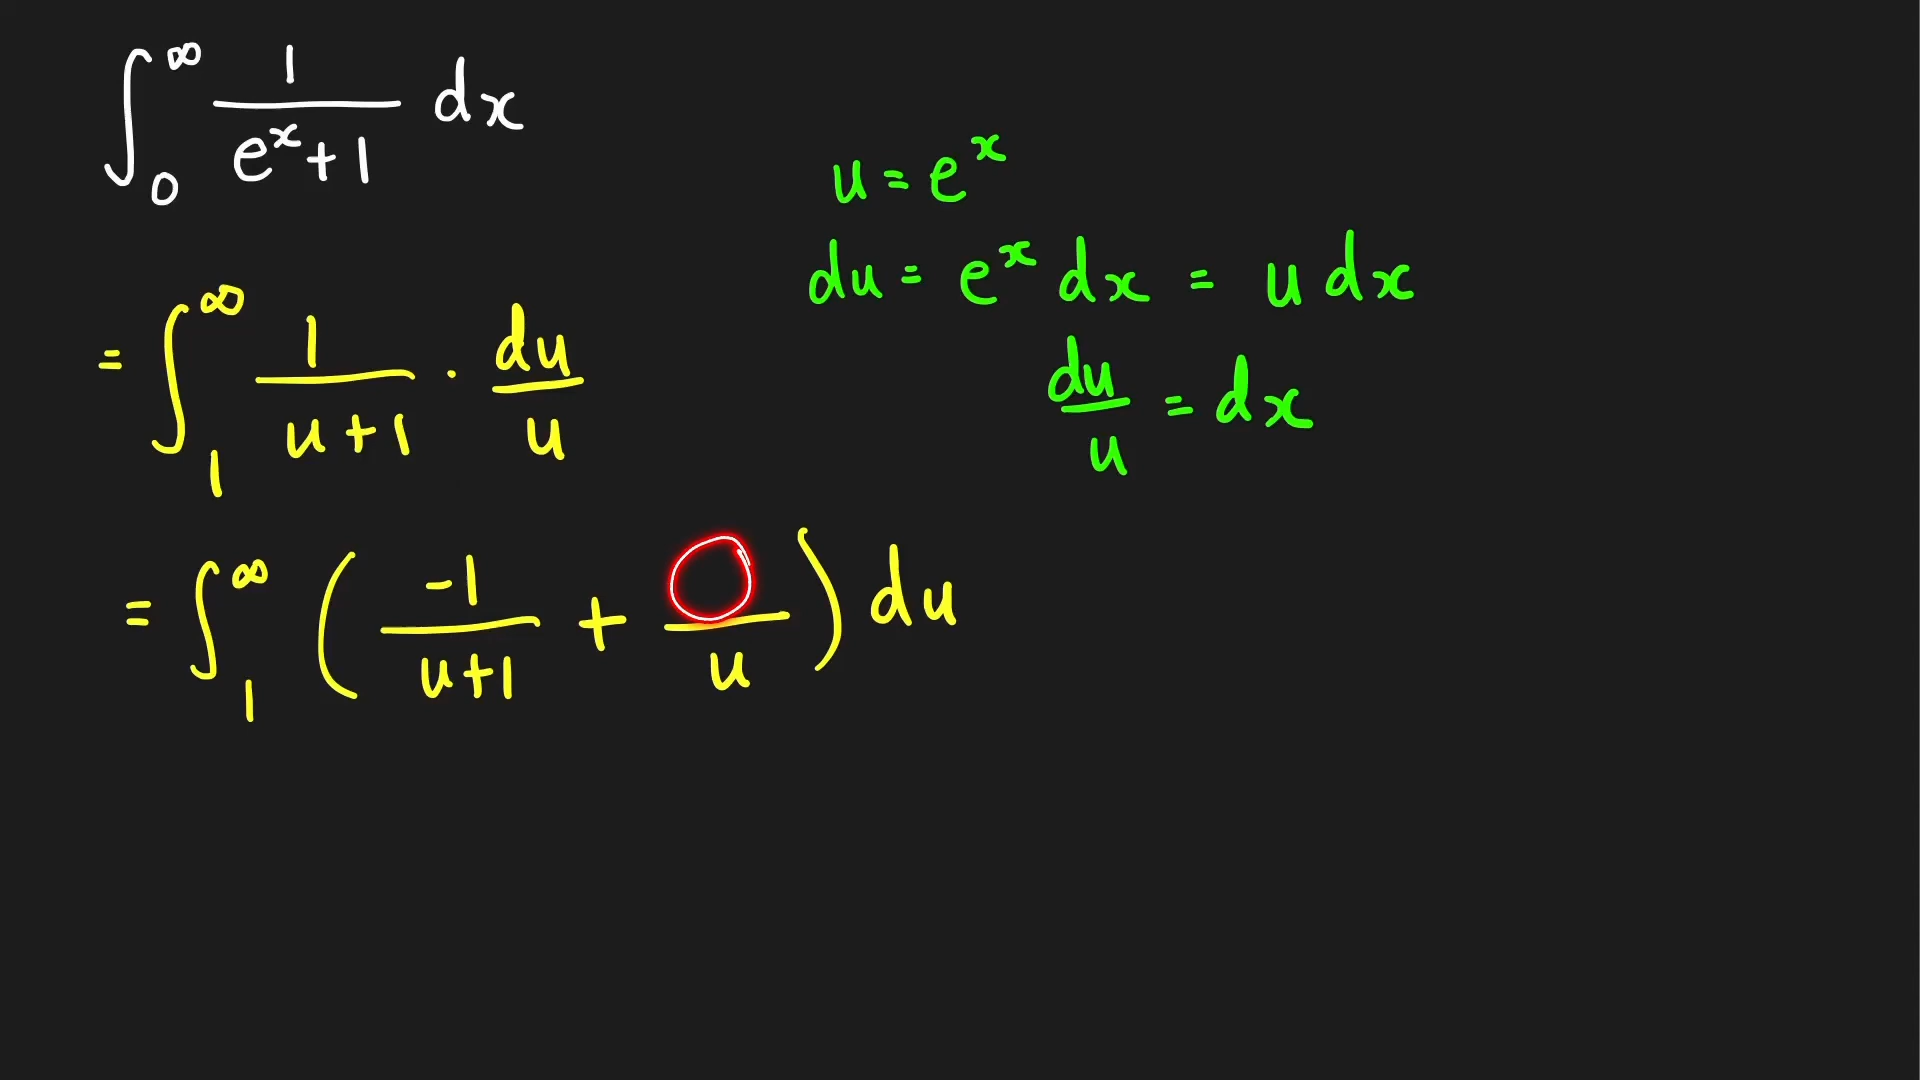 ∫₀^∞ 1/(eˣ+1) dx
u = eˣ
du = eˣ dx = u dx
= ∫₁^∞ 1/(u+1) · du/u
du/u = dx
= ∫₁^∞ ( -1/(u+1) + /u ) du